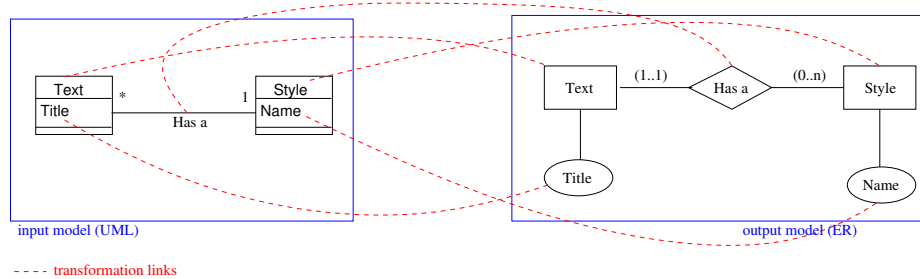 Text
Title
*
1
Has a
Style
Name
input model (UML)
Text
(1..1)
Has a
(0..n)
Style
Title
Name
output model (ER)
transformation links